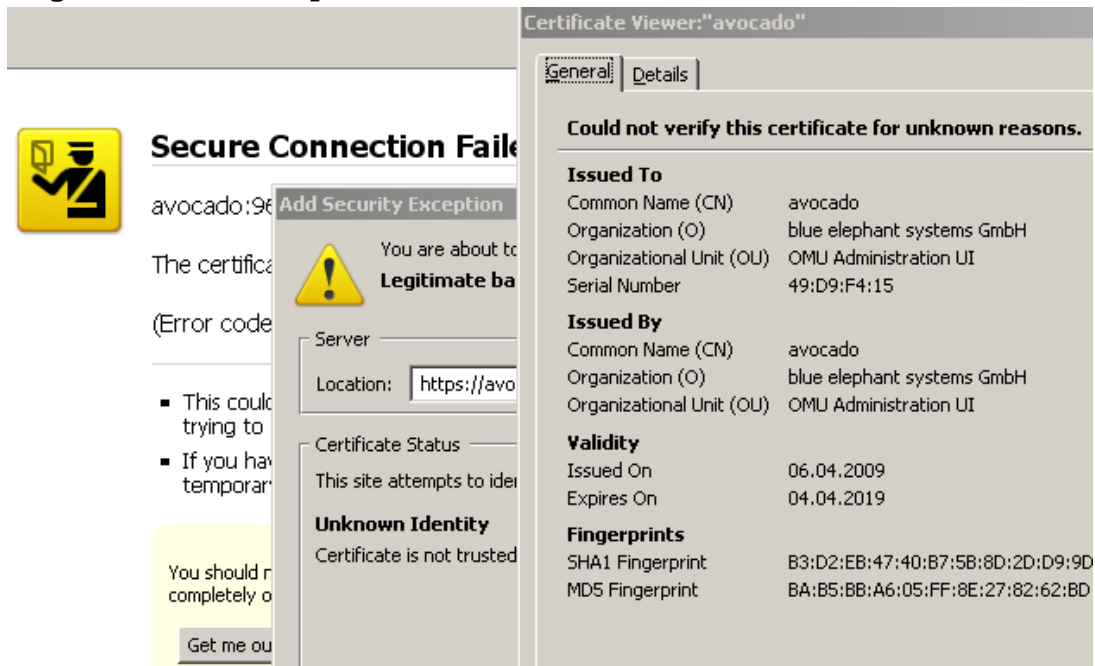 Certificate Viewer:"avocado"
General Details
Could not verify this certificate for unknown reasons.
Issued To
Common Name (CN) avocado
Organization (O) blue elephant systems GmbH
Organizational Unit (OU) OMU Administration UI
Serial Number 49:D9:F4:15
Issued By
Common Name (CN) avocado
Organization (O) blue elephant systems GmbH
Organizational Unit (OU) OMU Administration UI
Validity
Issued On 06.04.2009
Expires On 04.04.2019
Fingerprints
SHA1 Fingerprint B3:D2:EB:47:40:B7:5B:8D:2D:D9:9D
MD5 Fingerprint BA:B5:BB:A6:05:FF:8E:27:82:62:BD
Add Security Exception
You are about to
Legitimate ba
Server
Location: https://avo
Certificate Status
This site attempts to iden
Unknown Identity
Certificate is not trusted
Secure Connection Faile
avocado:96
The certifica
(Error code
This could
trying to
If you hav
temporar
You should n
completely o
Get me ou